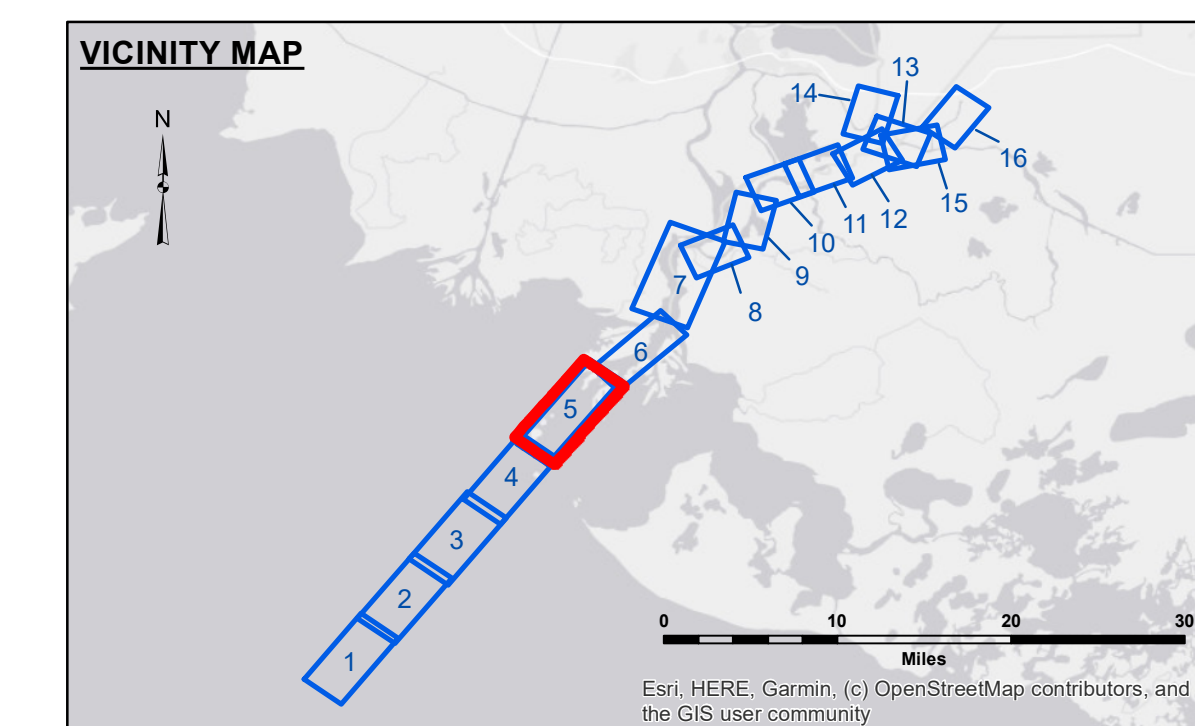 VICINITY MAP
N
13
14
16
15
12
11
10
9
8
7
6
5
4
3
2
1
0 10 20 30
Miles
Esri, HERE, Garmin, (c) OpenStreetMap contributors, and
the GIS user community